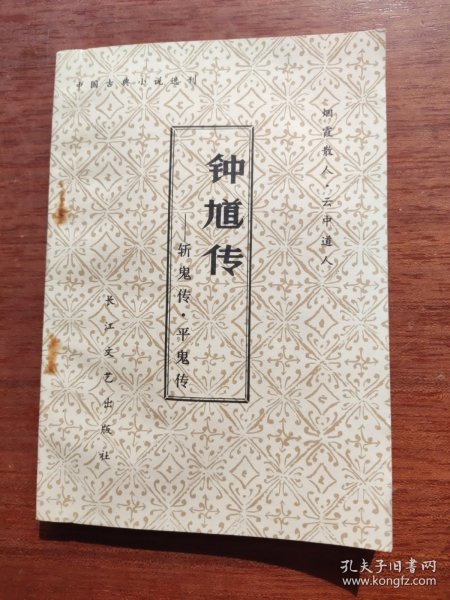 中国古典小说选刊
烟霞散人·云中道人
钟馗传
——斩鬼传·平鬼传
长江文艺出版社
孔夫子旧书网
www.kongfz.com